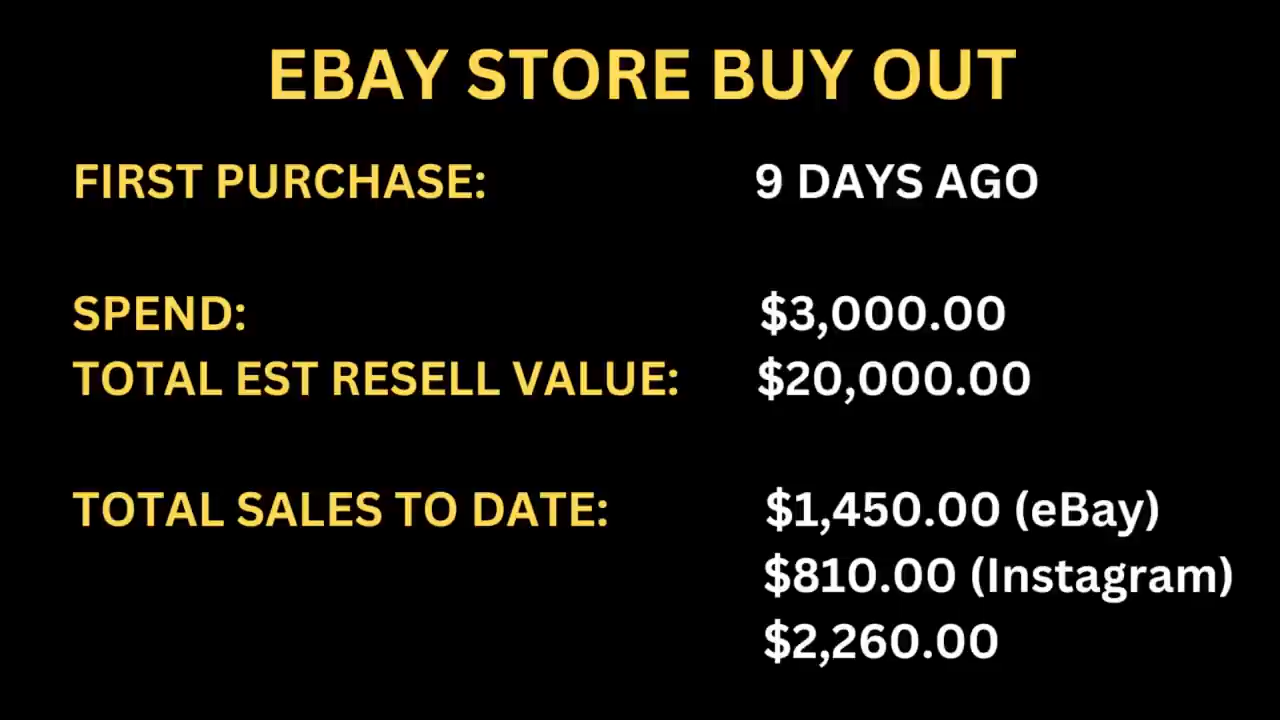 EBAY STORE BUY OUT
FIRST PURCHASE: 9 DAYS AGO
SPEND: $3,000.00
TOTAL EST RESELL VALUE: $20,000.00
TOTAL SALES TO DATE: $1,450.00 (eBay)
$810.00 (Instagram)
$2,260.00